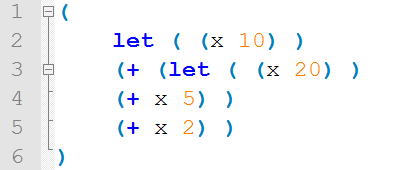 1 (
2 let ( (x 10) )
3 (+ (let ( (x 20) )
4 (+ x 5) )
5 (+ x 2) )
6 )